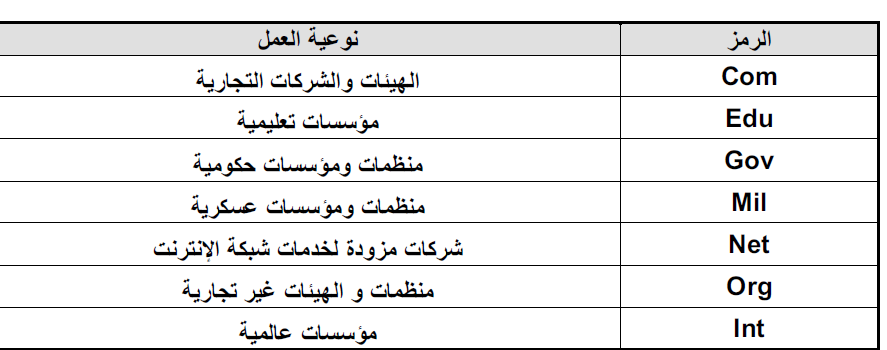 الرمز نوعية العمل
Com الهيئات والشركات التجارية
Edu مؤسسات تعليمية
Gov منظمات ومؤسسات حكومية
Mil منظمات ومؤسسات عسكرية
Net شركات مزودة لخدمات شبكة الإنترنت
Org منظمات و الهيئات غير تجارية
Int مؤسسات عالمية